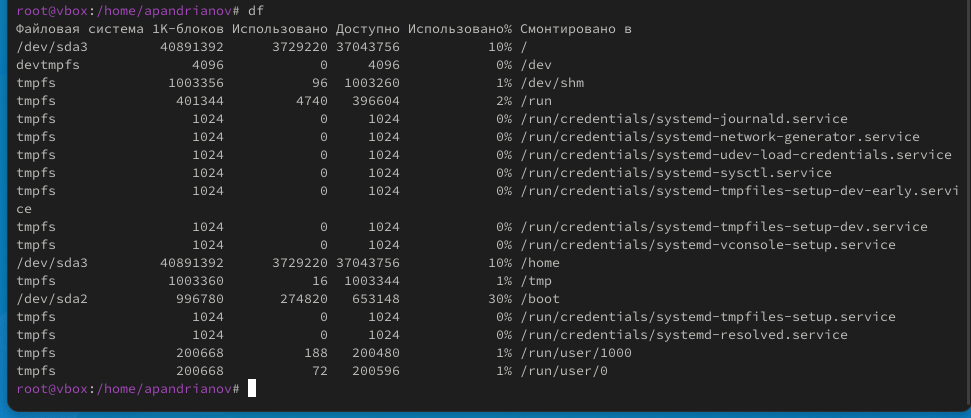 root@vbox:/home/apandrianov# df
Файловая система 1K-блоков Использовано Доступно Использовано% Смонтировано в
/dev/sda3 40891392 3729220 37043756 10% /
devtmpfs 4096 0 4096 0% /dev
tmpfs 1003356 96 1003260 1% /dev/shm
tmpfs 401344 4740 396604 2% /run
tmpfs 1024 0 1024 0% /run/credentials/systemd-journald.service
tmpfs 1024 0 1024 0% /run/credentials/systemd-network-generator.service
tmpfs 1024 0 1024 0% /run/credentials/systemd-udev-load-credentials.service
tmpfs 1024 0 1024 0% /run/credentials/systemd-sysctl.service
tmpfs 1024 0 1024 0% /run/credentials/systemd-tmpfiles-setup-dev-early.servi
ce
tmpfs 1024 0 1024 0% /run/credentials/systemd-tmpfiles-setup-dev.service
tmpfs 1024 0 1024 0% /run/credentials/systemd-vconsole-setup.service
/dev/sda3 40891392 3729220 37043756 10% /home
tmpfs 1003360 16 1003344 1% /tmp
/dev/sda2 996780 274820 653148 30% /boot
tmpfs 1024 0 1024 0% /run/credentials/systemd-tmpfiles-setup.service
tmpfs 1024 0 1024 0% /run/credentials/systemd-resolved.service
tmpfs 200668 188 200480 1% /run/user/1000
tmpfs 200668 72 200596 1% /run/user/0
root@vbox:/home/apandrianov#